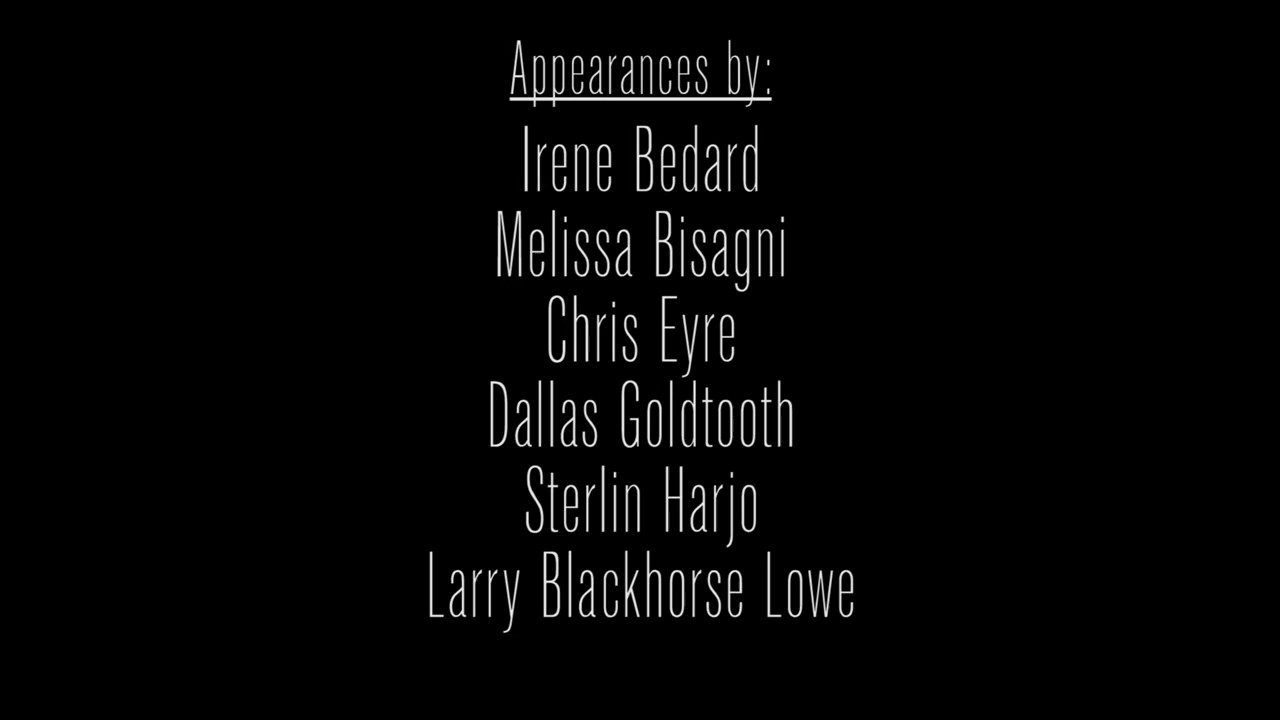 Appearances by:
Irene Bedard
Melissa Bisagni
Chris Eyre
Dallas Goldtooth
Sterlin Harjo
Larry Blackhorse Lowe